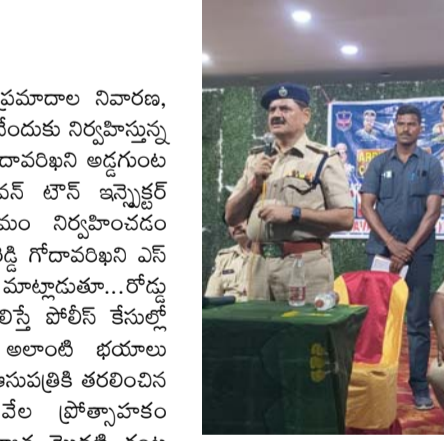 ప్రమాదాల నివారణ,
నేందుకు నిర్వహిస్తున్న
దావరిఖని అడ్డగుంట
వన్ టౌన్ ఇన్స్పెక్టర్
మం నిర్వహించడం
రెడ్డి గోదావరిఖని ఎస్
మాట్లాడుతూ...రోడ్డు
లిస్తే పోలీస్ కేసుల్లో
అలాంటి భయాలు
ఆసుపత్రికి తరలించిన
వేల ప్రోత్సాహకం